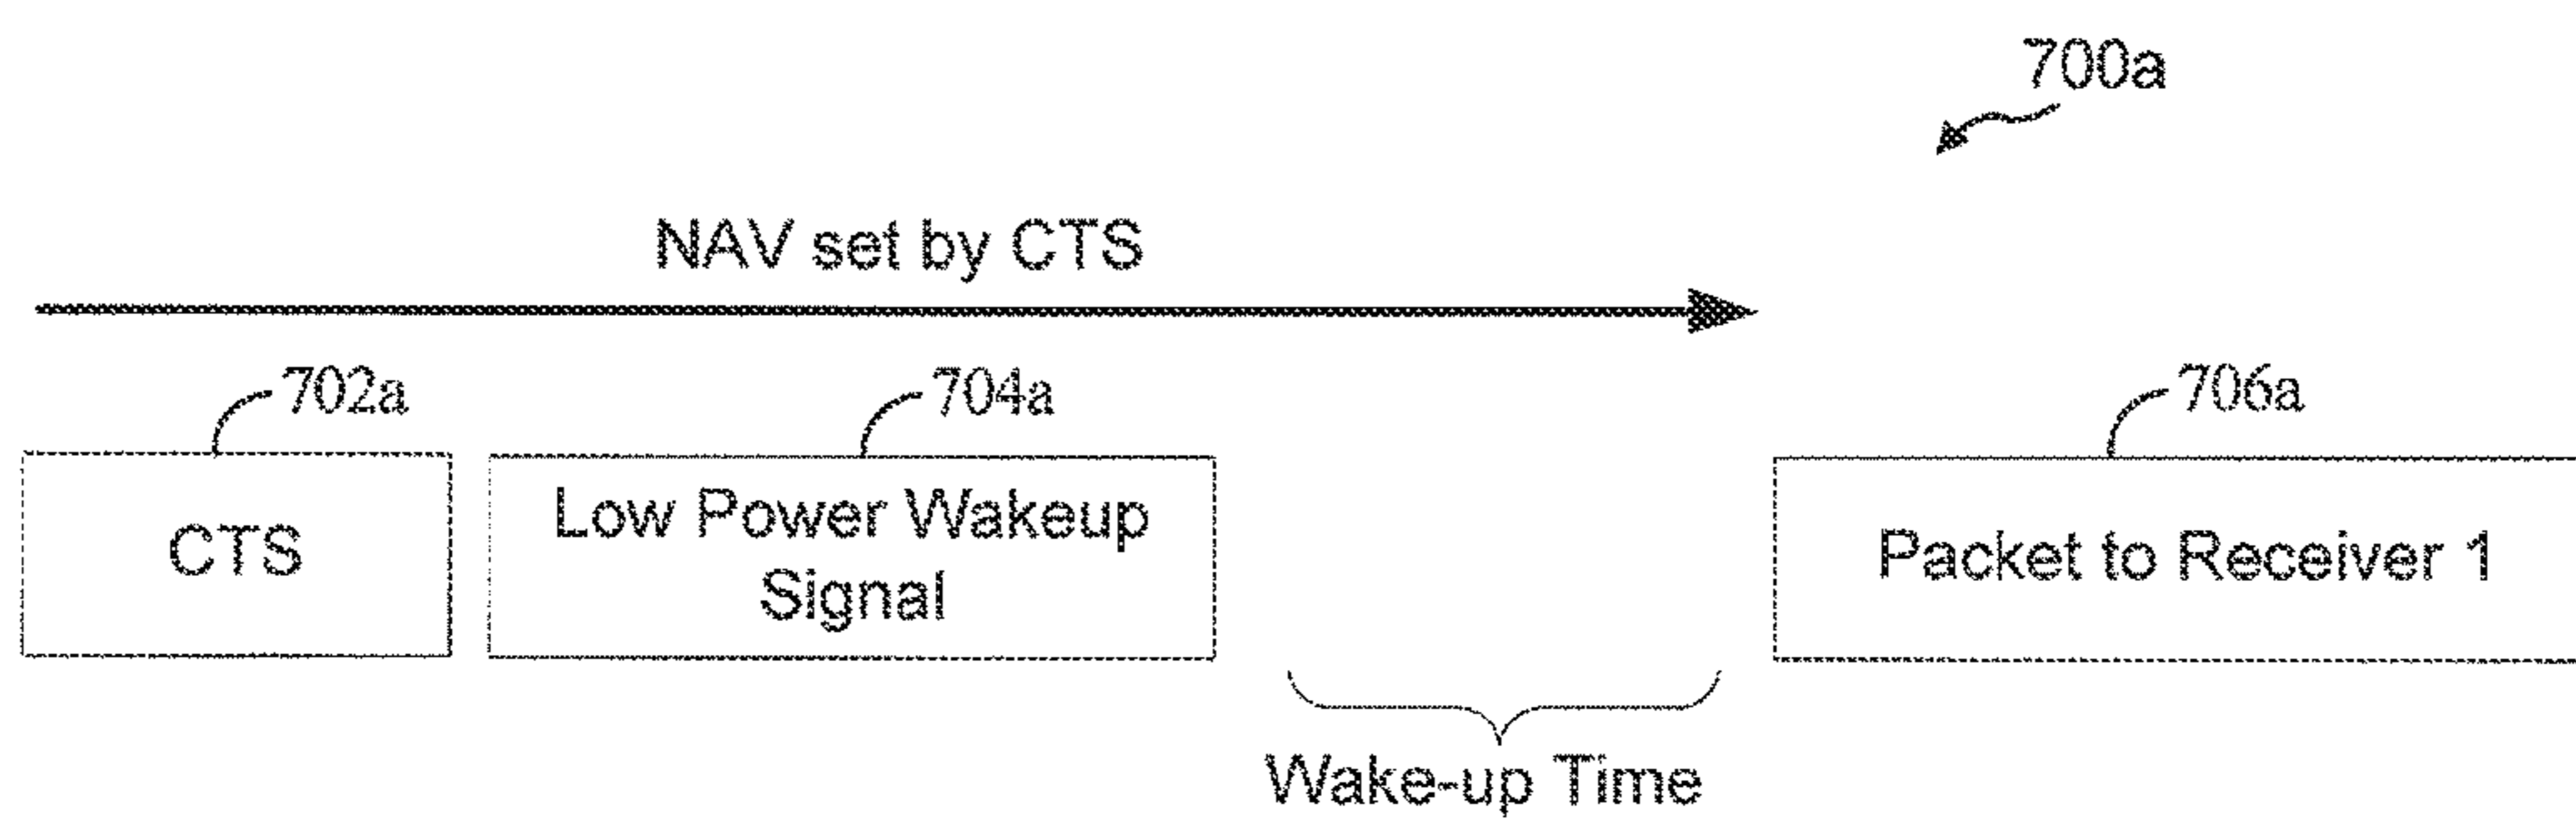 700a
NAV set by CTS
702a
704a
706a
CTS
Low Power Wakeup
Signal
Packet to Receiver 1
Wake-up Time